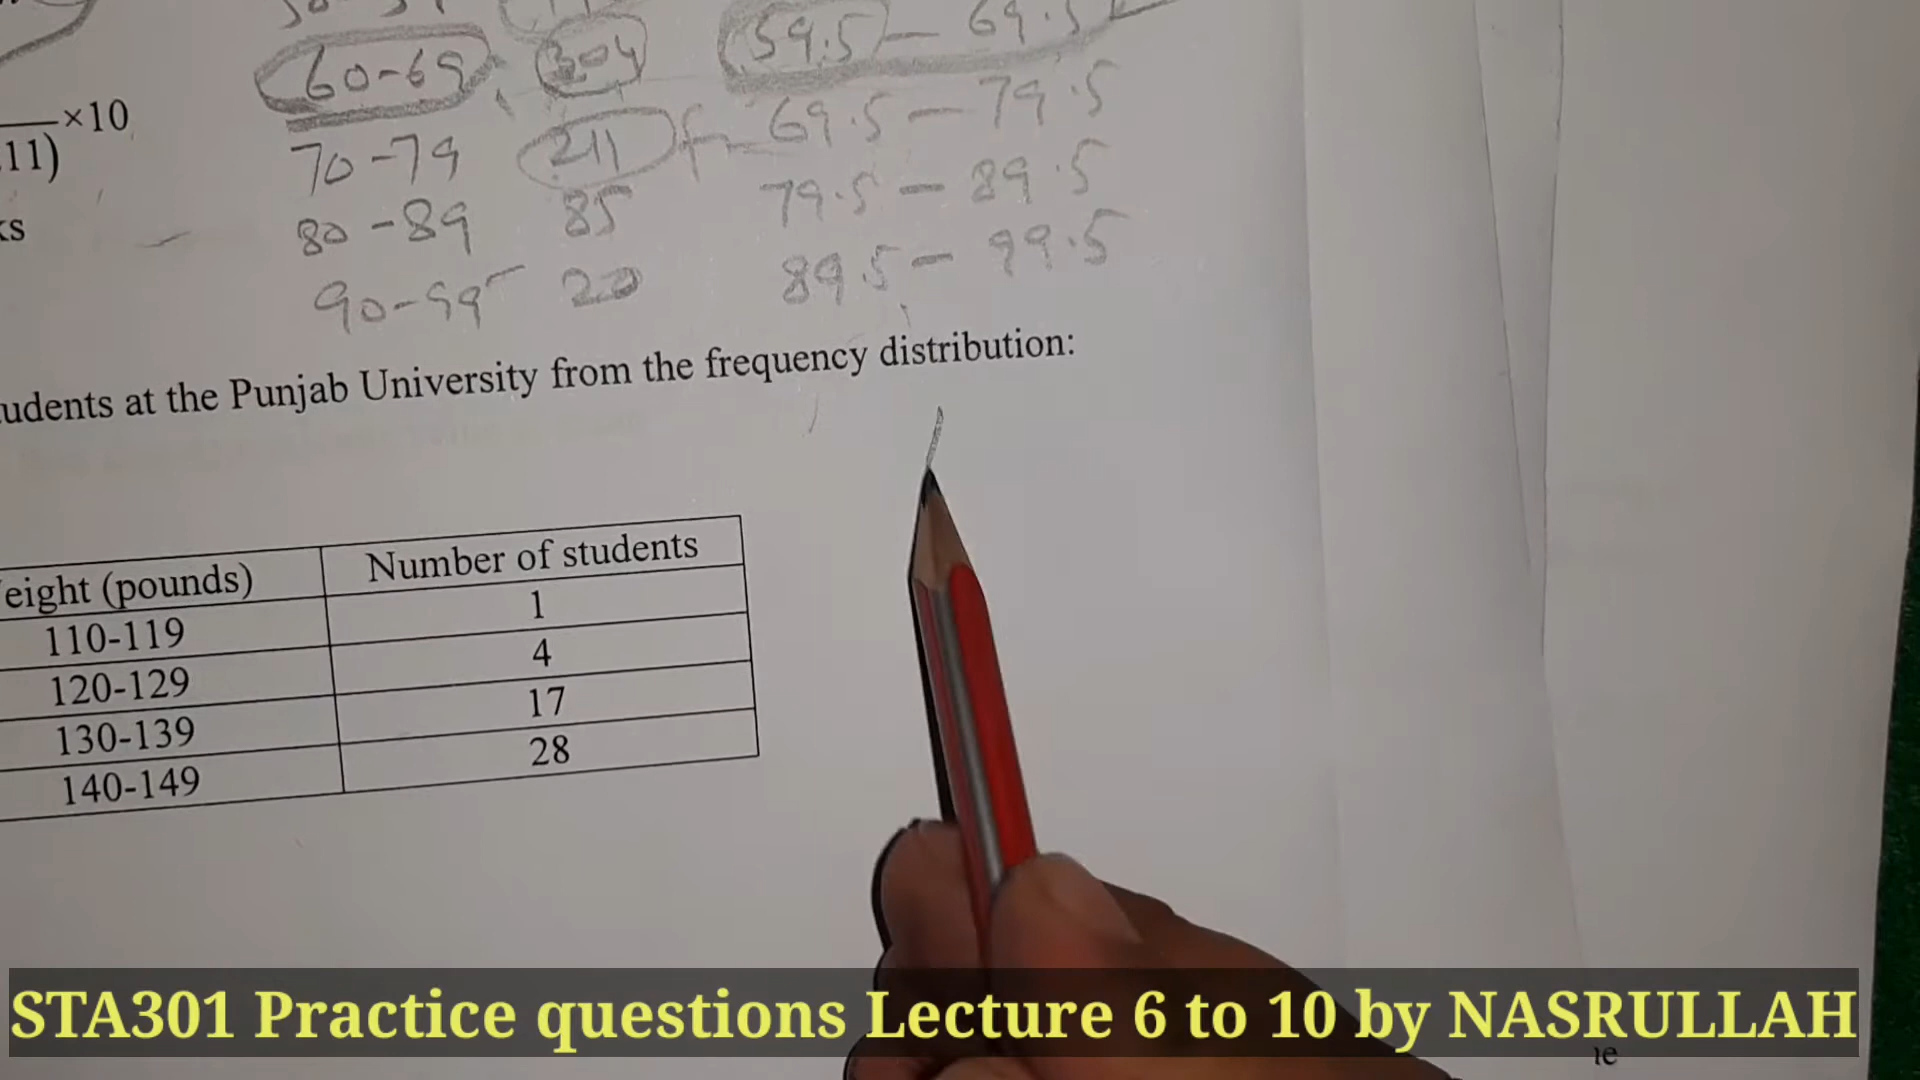 60-69 304 59.5 — 69.5
×10
70-79 211 f 69.5 — 79.5
11)
80-89 85 79.5 — 89.5
ks
90-99 20 89.5 — 99.5
udents at the Punjab University from the frequency distribution:
eight (pounds) Number of students
110-119 1
120-129 4
130-139 17
140-149 28
STA301 Practice questions Lecture 6 to 10 by NASRULLAH